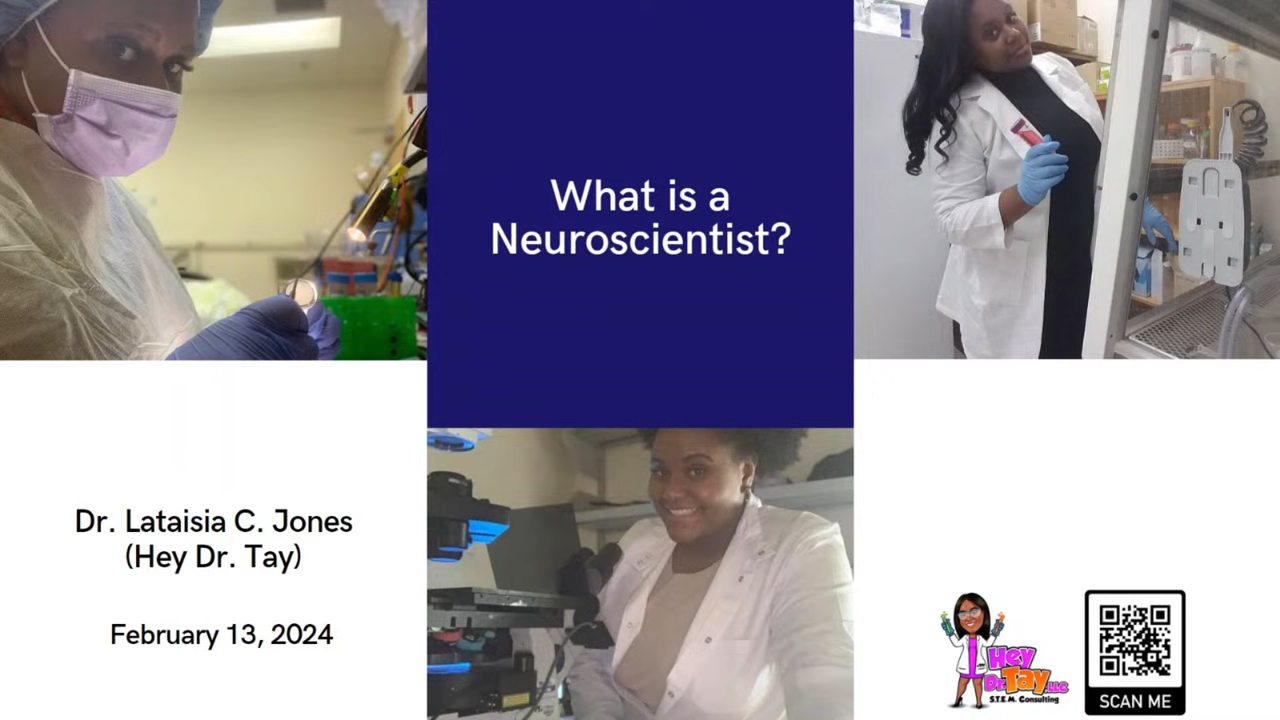 What is a
Neuroscientist?
Dr. Lataisia C. Jones
(Hey Dr. Tay)
February 13, 2024
Hey
Dr. Tay LLC
S.T.E.M. Consulting
SCAN ME